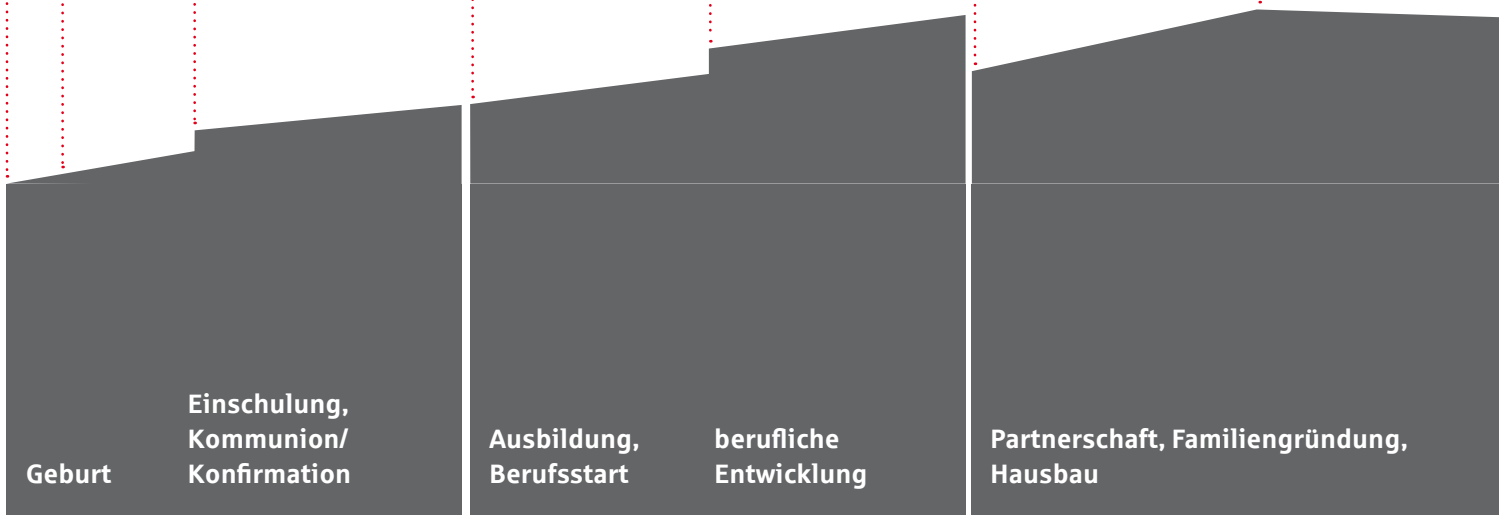 Geburt
Einschulung,
Kommunion/
Konfirmation
Ausbildung,
Berufsstart
berufliche
Entwicklung
Partnerschaft, Familiengründung,
Hausbau